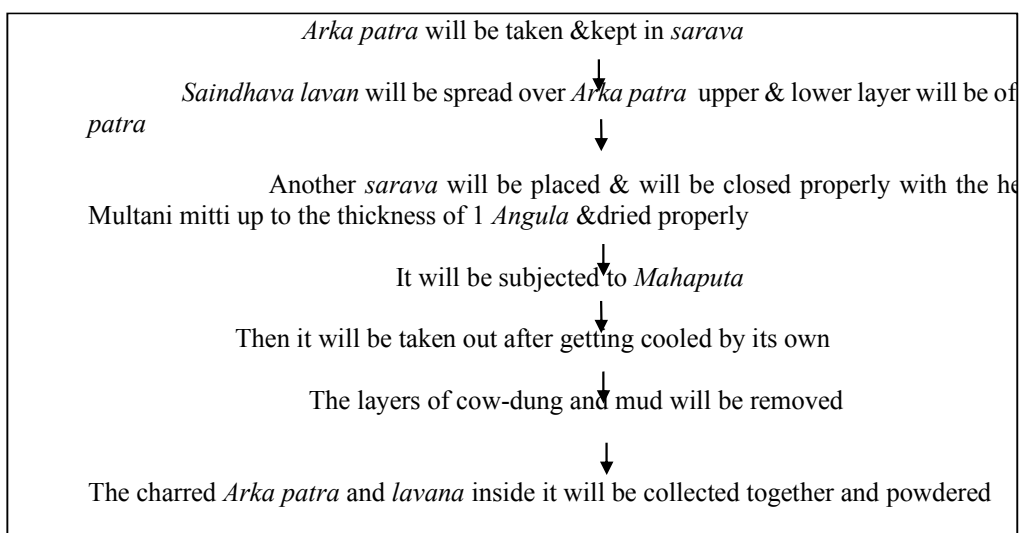 Arka patra will be taken &kept in sarava
Saindhava lavan will be spread over Arka patra upper & lower layer will be of
patra
Another sarava will be placed & will be closed properly with the
Multani mitti up to the thickness of 1 Angula &dried properly
It will be subjected to Mahaputa
Then it will be taken out after getting cooled by its own
The layers of cow-dung and mud will be removed
The charred Arka patra and lavana inside it will be collected together and powdered